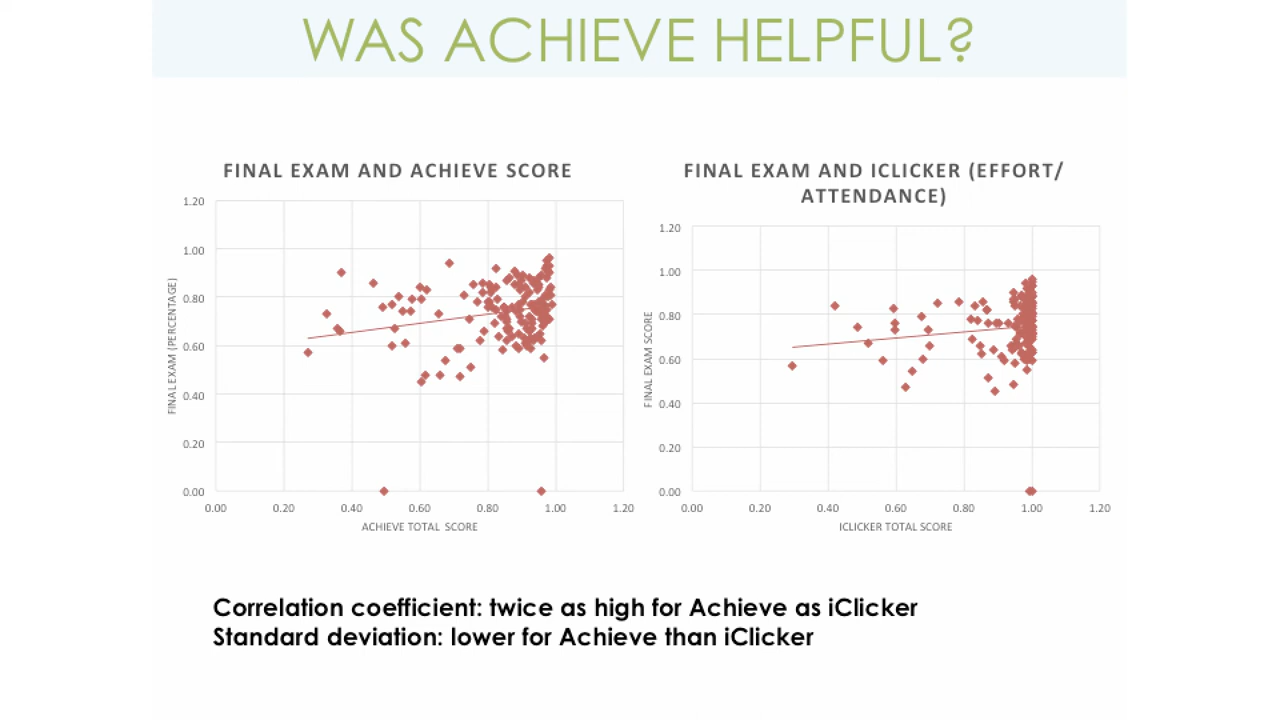 WAS ACHIEVE HELPFUL?
FINAL EXAM AND ACHIEVE SCORE
1.20
1.00
0.80
0.60
0.40
0.20
0.00
FINAL EXAM (PERCENTAGE)
0.00 0.20 0.40 0.60 0.80 1.00 1.20
ACHIEVE TOTAL SCORE
FINAL EXAM AND ICLICKER (EFFORT/
ATTENDANCE)
1.20
1.00
0.80
0.60
0.40
0.20
0.00
FINAL EXAM SCORE
0.00 0.20 0.40 0.60 0.80 1.00 1.20
ICLICKER TOTAL SCORE
Correlation coefficient: twice as high for Achieve as iClicker
Standard deviation: lower for Achieve than iClicker